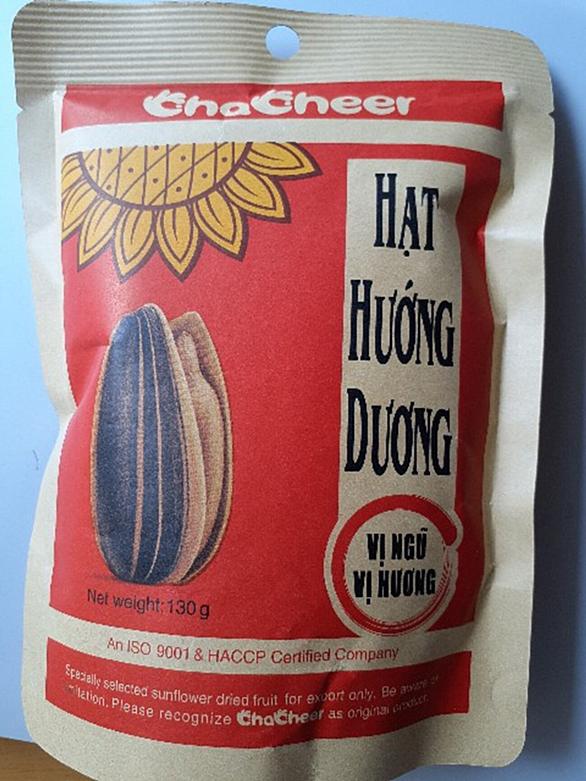 ChaCheer
HẠT
HƯỚNG
DƯƠNG
VỊ NGŨ
VỊ HƯƠNG
Net weight: 130 g
An ISO 9001 & HACCP Certified Company
Specially selected sunflower dried fruit for export only. Be aware of
imitation. Please recognize ChaCheer as original product.